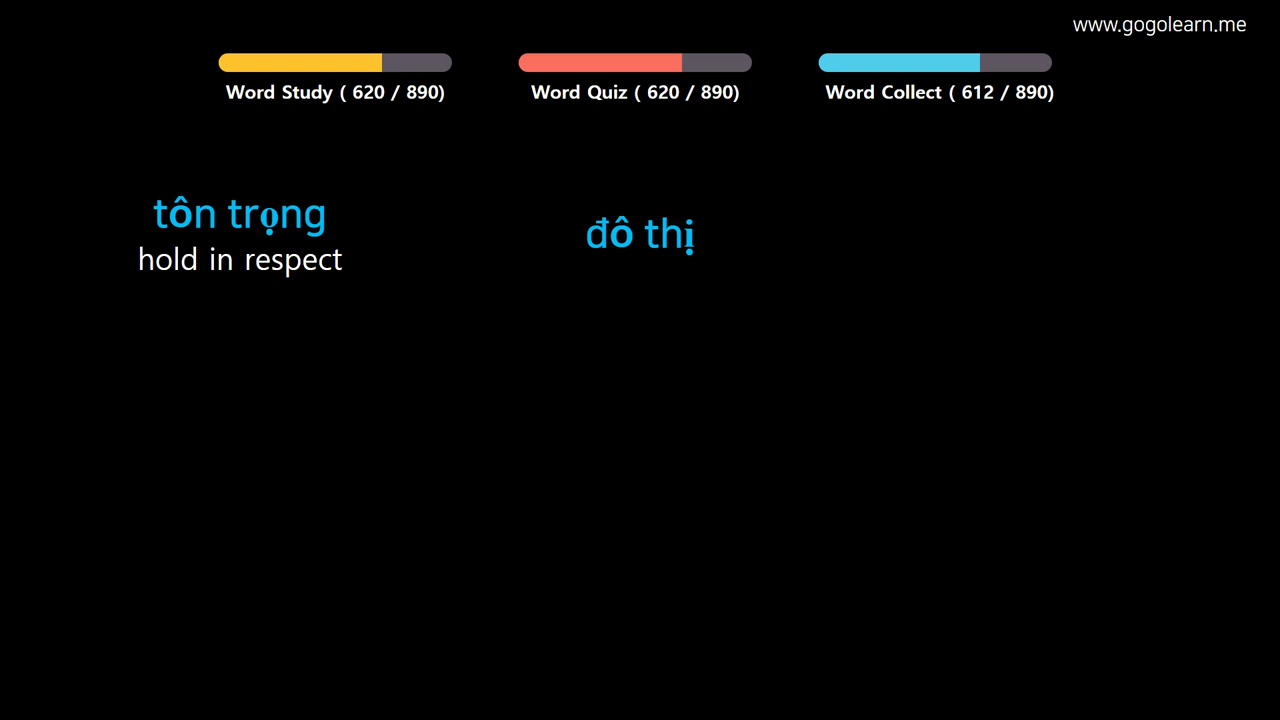 www.gogolearn.me
Word Study ( 620 / 890)
Word Quiz ( 620 / 890)
Word Collect ( 612 / 890)
tôn trọng
hold in respect
đô thị